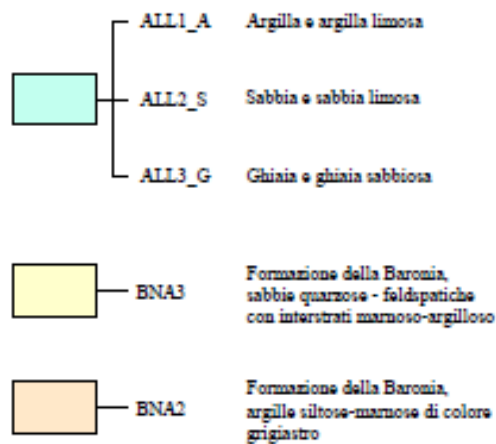 ALL1_A Argilla e argilla limosa
ALL2_S Sabbia e sabbia limosa
ALL3_G Ghiaia e ghiaia sabbiosa
BNA3 Formazione della Baronia,
sabbie quarzose - feldspatiche
con interstrati marnoso-argilloso
BNA2 Formazione della Baronia,
argille siltose-marnose di colore
grigiastro